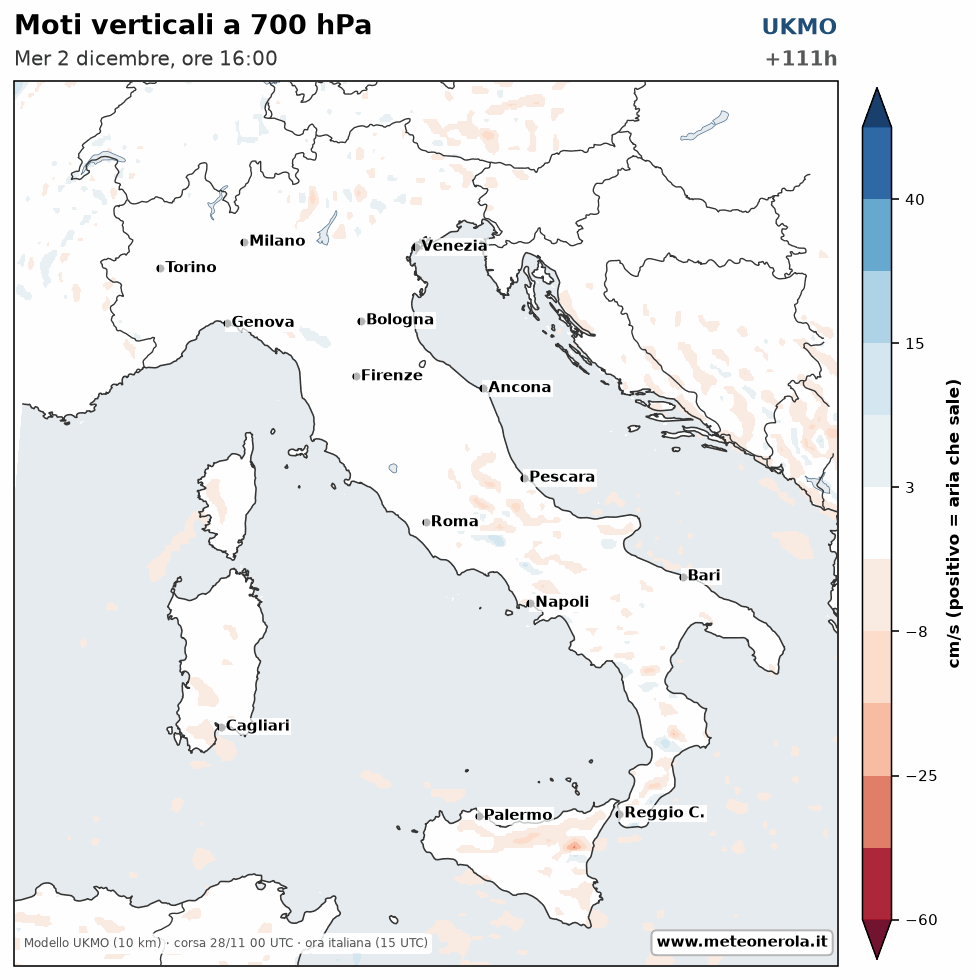 Moti verticali a 700 hPa
UKMO
Mer 2 dicembre, ore 16:00
+111h
Milano
Venezia
Torino
Genova
Bologna
Firenze
Ancona
Pescara
Roma
Bari
Napoli
Cagliari
Palermo
Reggio C.
40
15
3
−8
−25
−60
cm/s (positivo = aria che sale)
Modello UKMO (10 km) · corsa 28/11 00 UTC · ora italiana (15 UTC)
www.meteonerola.it